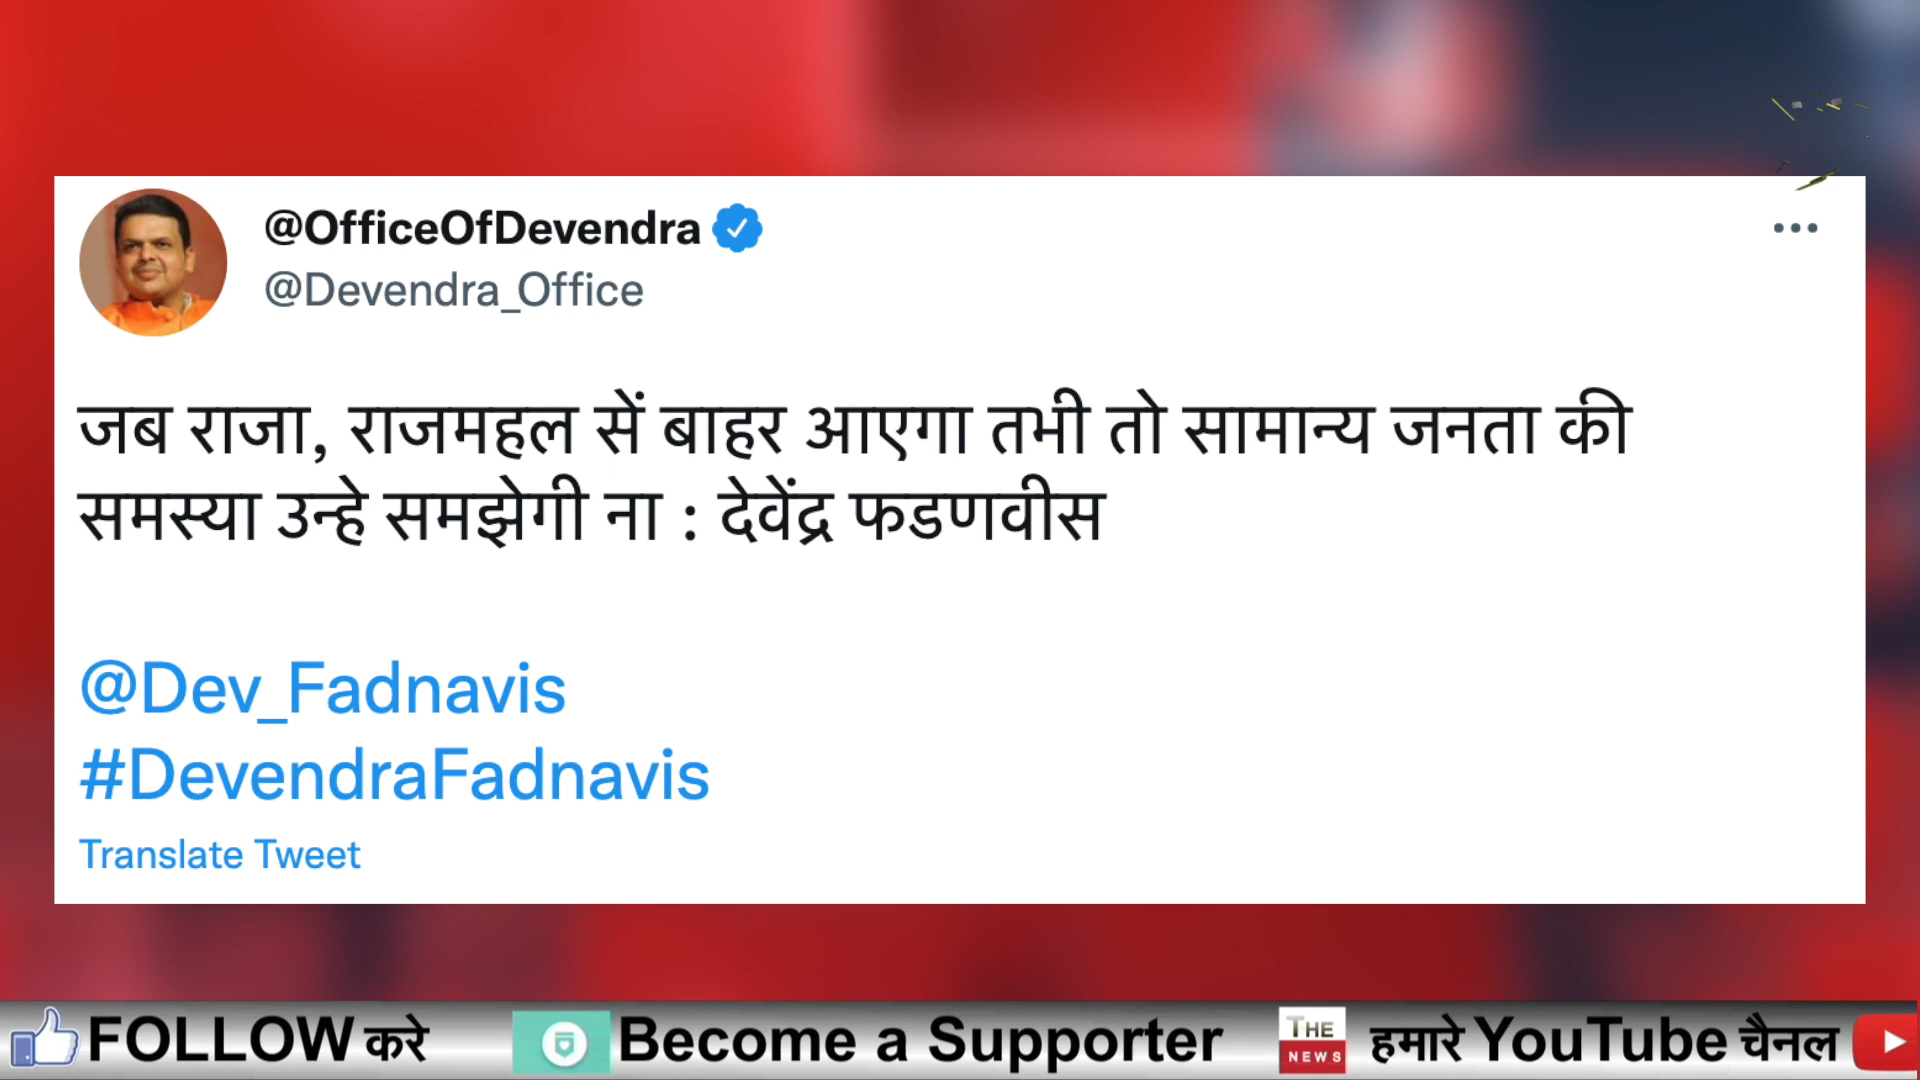 @OfficeOfDevendra
@Devendra_Office
जब राजा, राजमहल सें बाहर आएगा तभी तो सामान्य जनता की
समस्या उन्हे समझेगी ना : देवेंद्र फडणवीस
@Dev_Fadnavis
#DevendraFadnavis
Translate Tweet
FOLLOW करे Become a Supporter THE NEWS हमारे YouTube चैनल